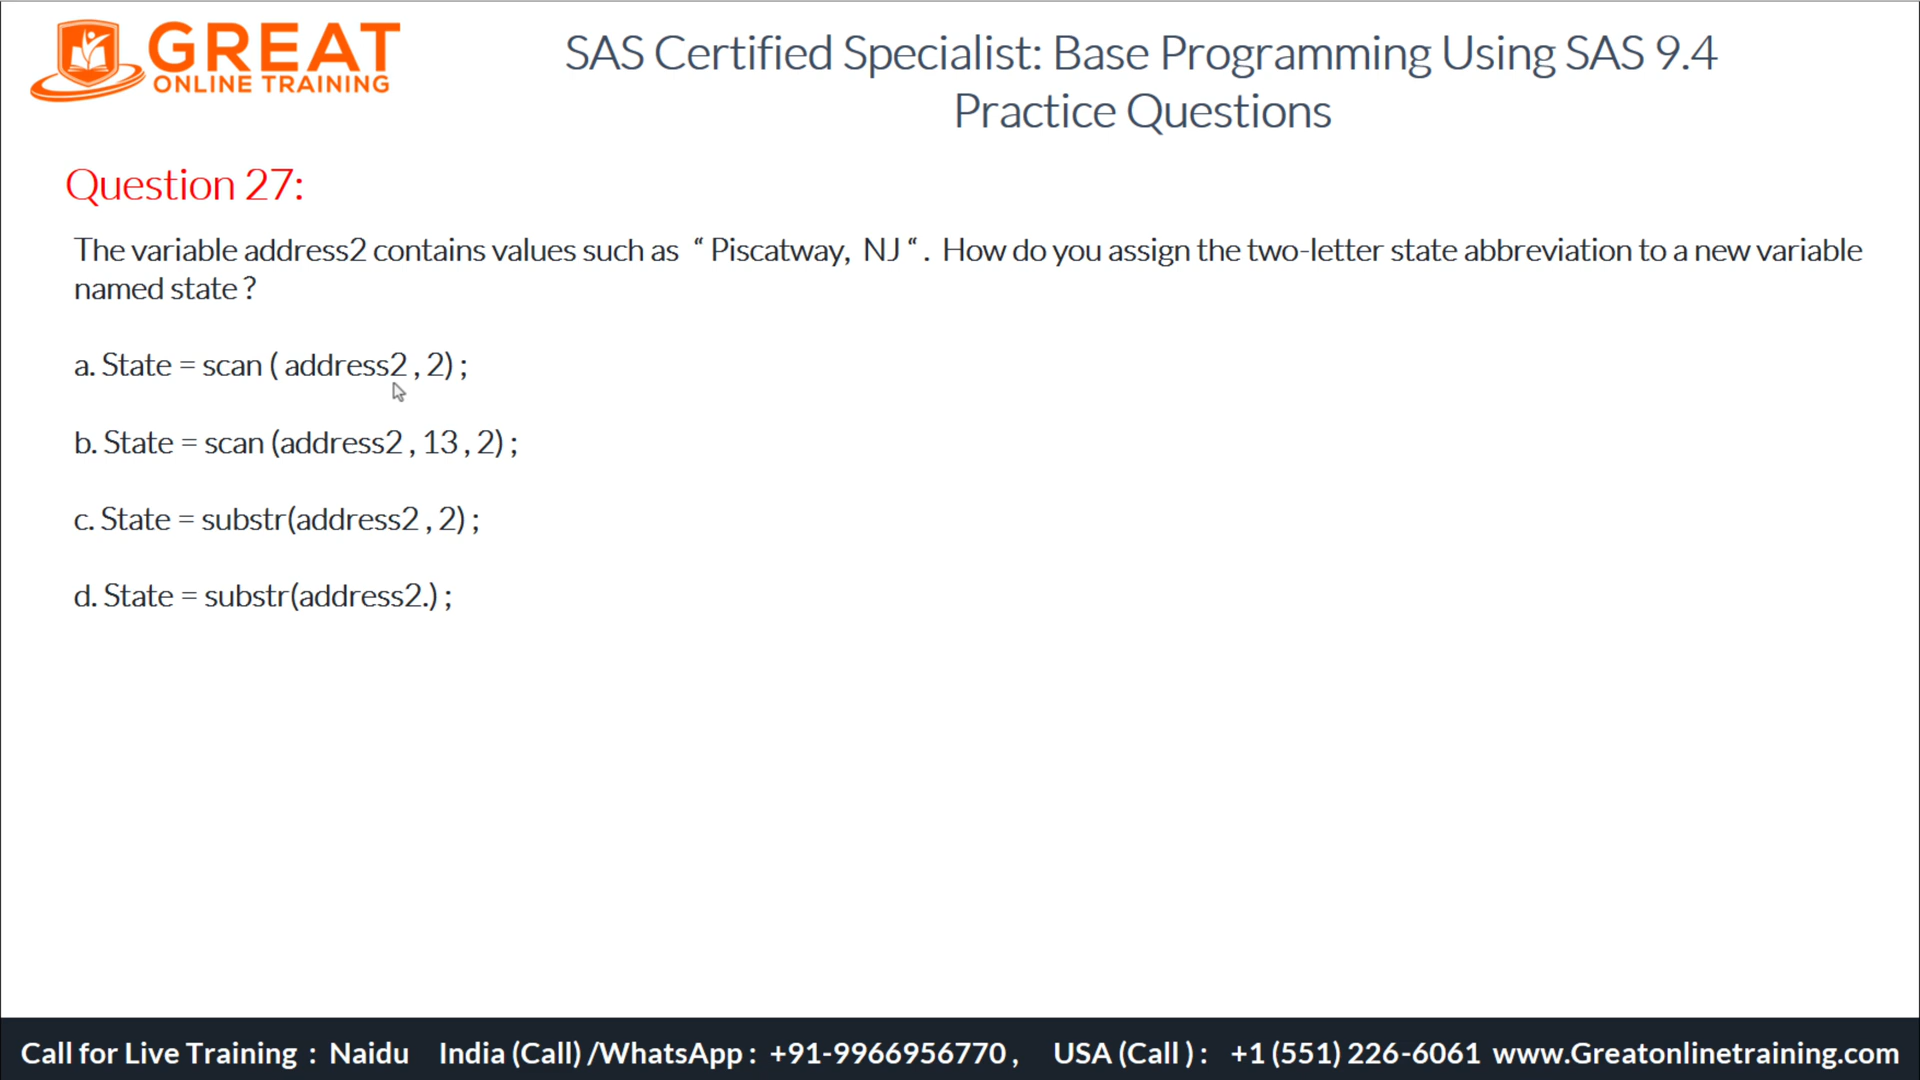 GREAT
ONLINE TRAINING
SAS Certified Specialist: Base Programming Using SAS 9.4
Practice Questions
Question 27:
The variable address2 contains values such as “ Piscatway, NJ “ . How do you assign the two-letter state abbreviation to a new variable
named state ?
a. State = scan ( address2 , 2) ;
b. State = scan (address2 , 13 , 2) ;
c. State = substr(address2 , 2) ;
d. State = substr(address2.) ;
Call for Live Training : Naidu India (Call) /WhatsApp : +91-9966956770 , USA (Call ) : +1 (551) 226-6061 www.Greatonlinetraining.com